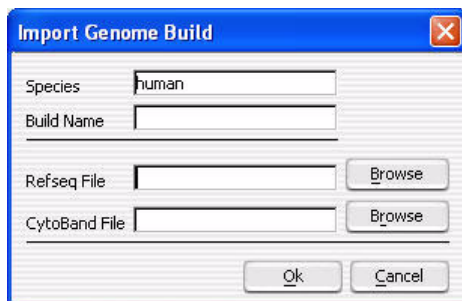 Import Genome Build
Species human
Build Name
Refseq File Browse
CytoBand File Browse
Ok Cancel